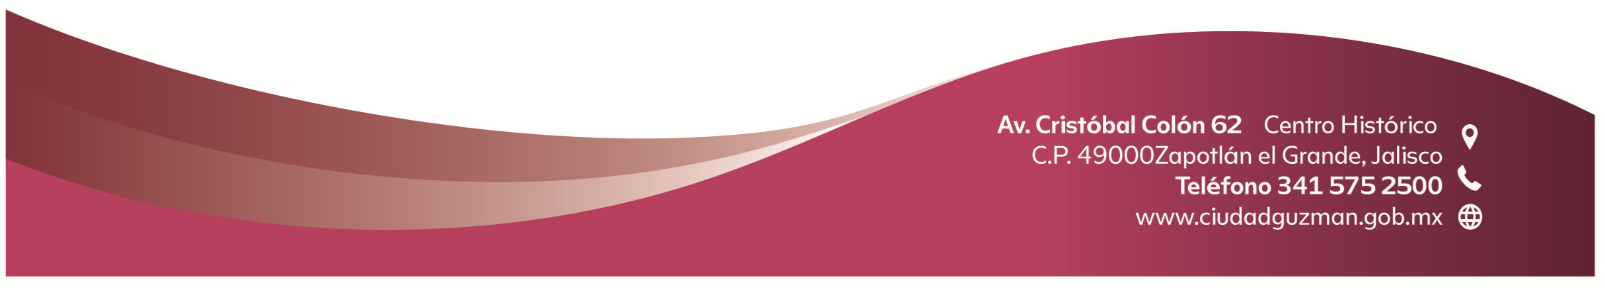 Av. Cristóbal Colón 62 Centro Histórico
C.P. 49000Zapotlán el Grande, Jalisco
Teléfono 341 575 2500
www.ciudadguzman.gob.mx